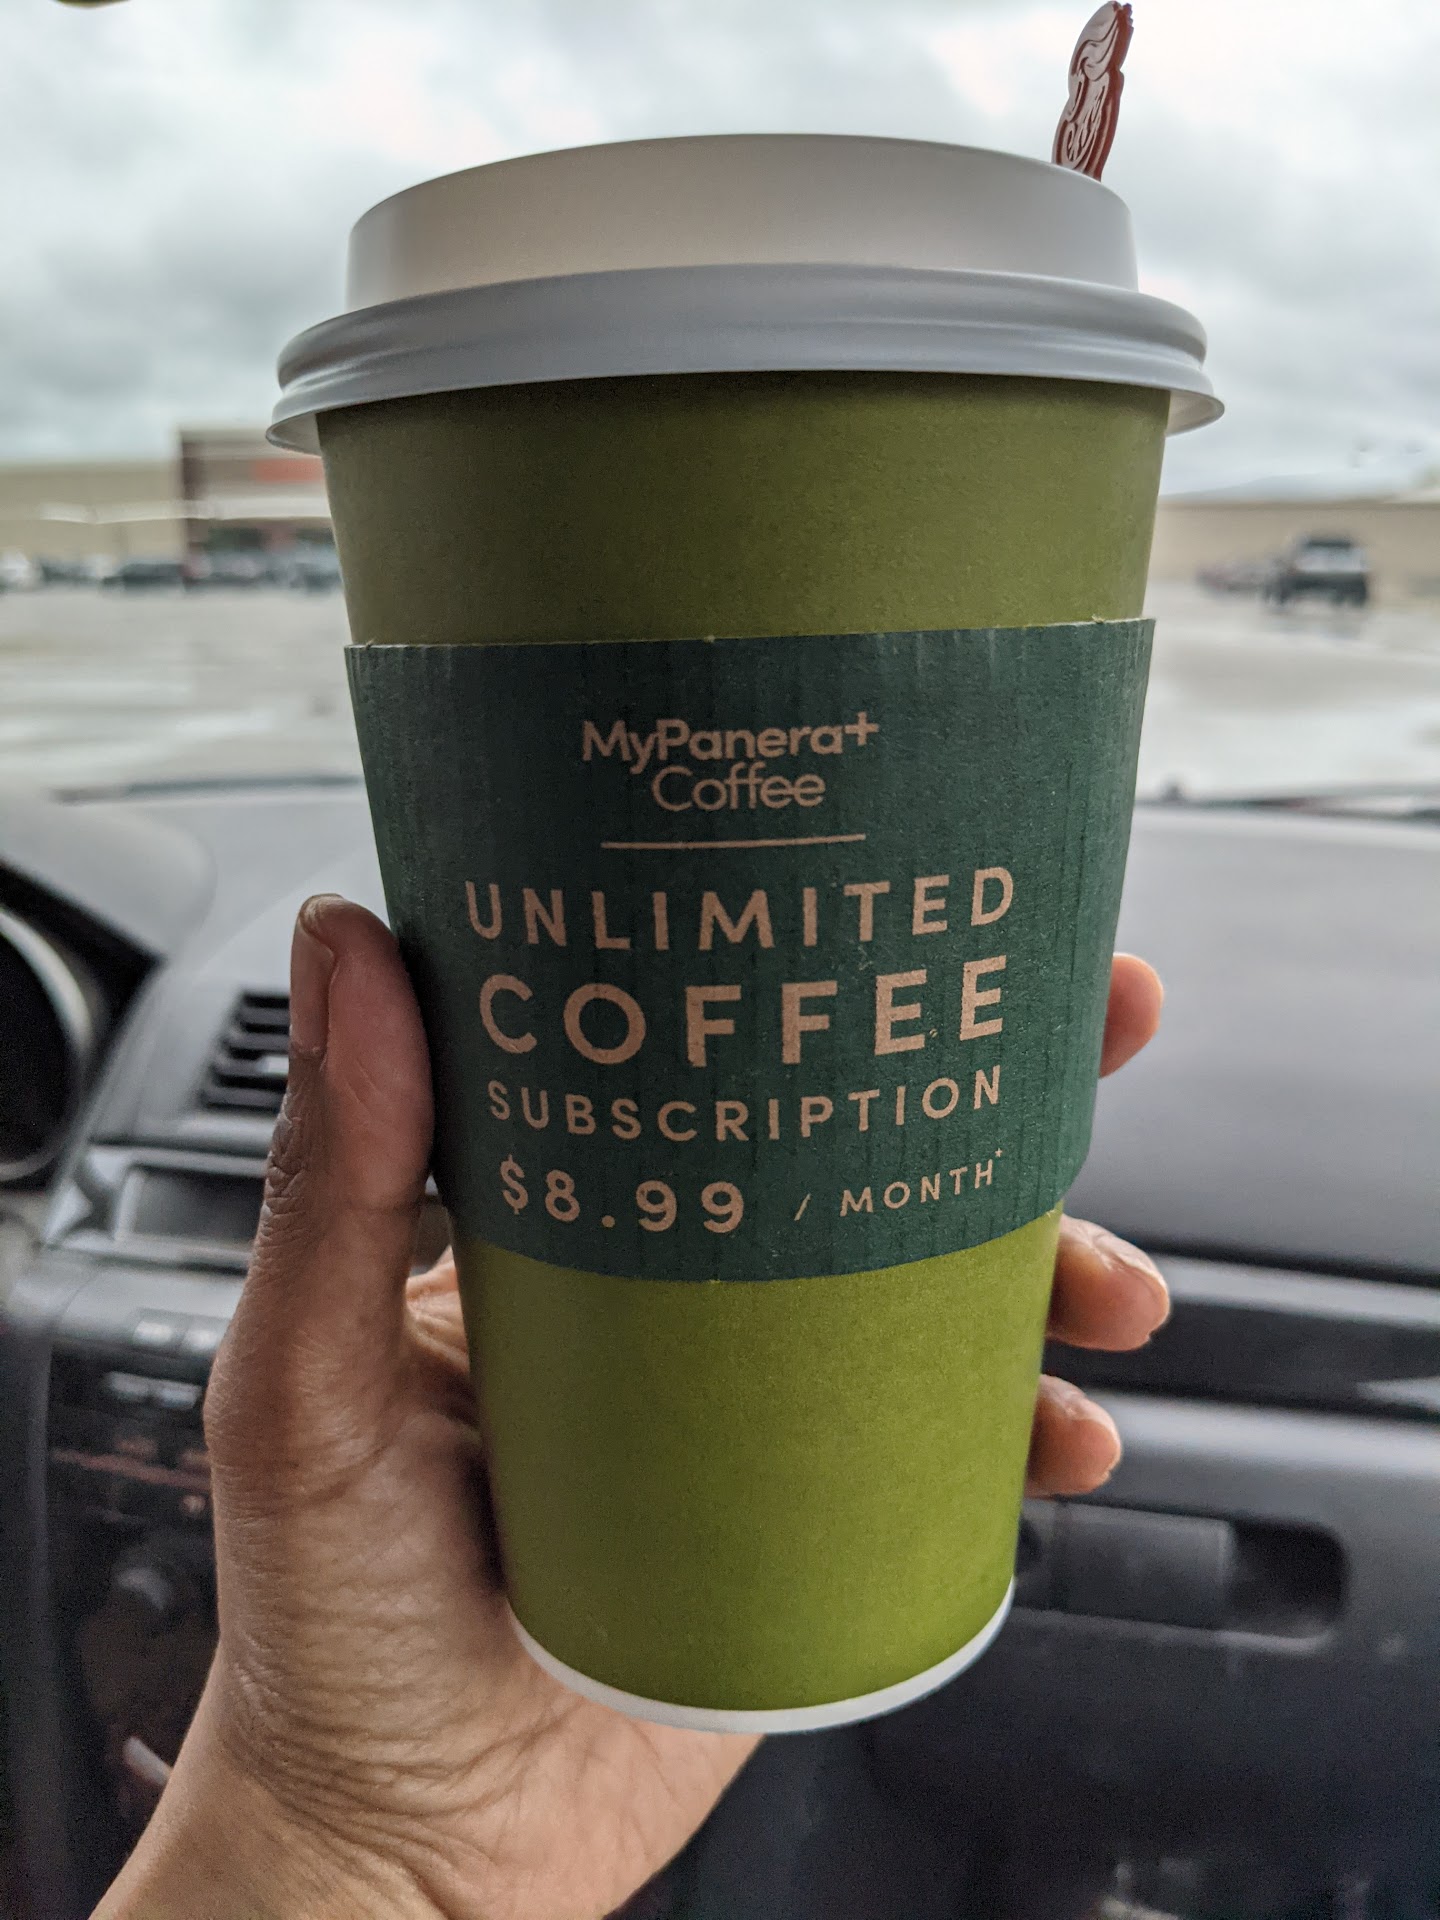 MyPanera+
Coffee
UNLIMITED
COFFEE
SUBSCRIPTION
$8.99 / MONTH*